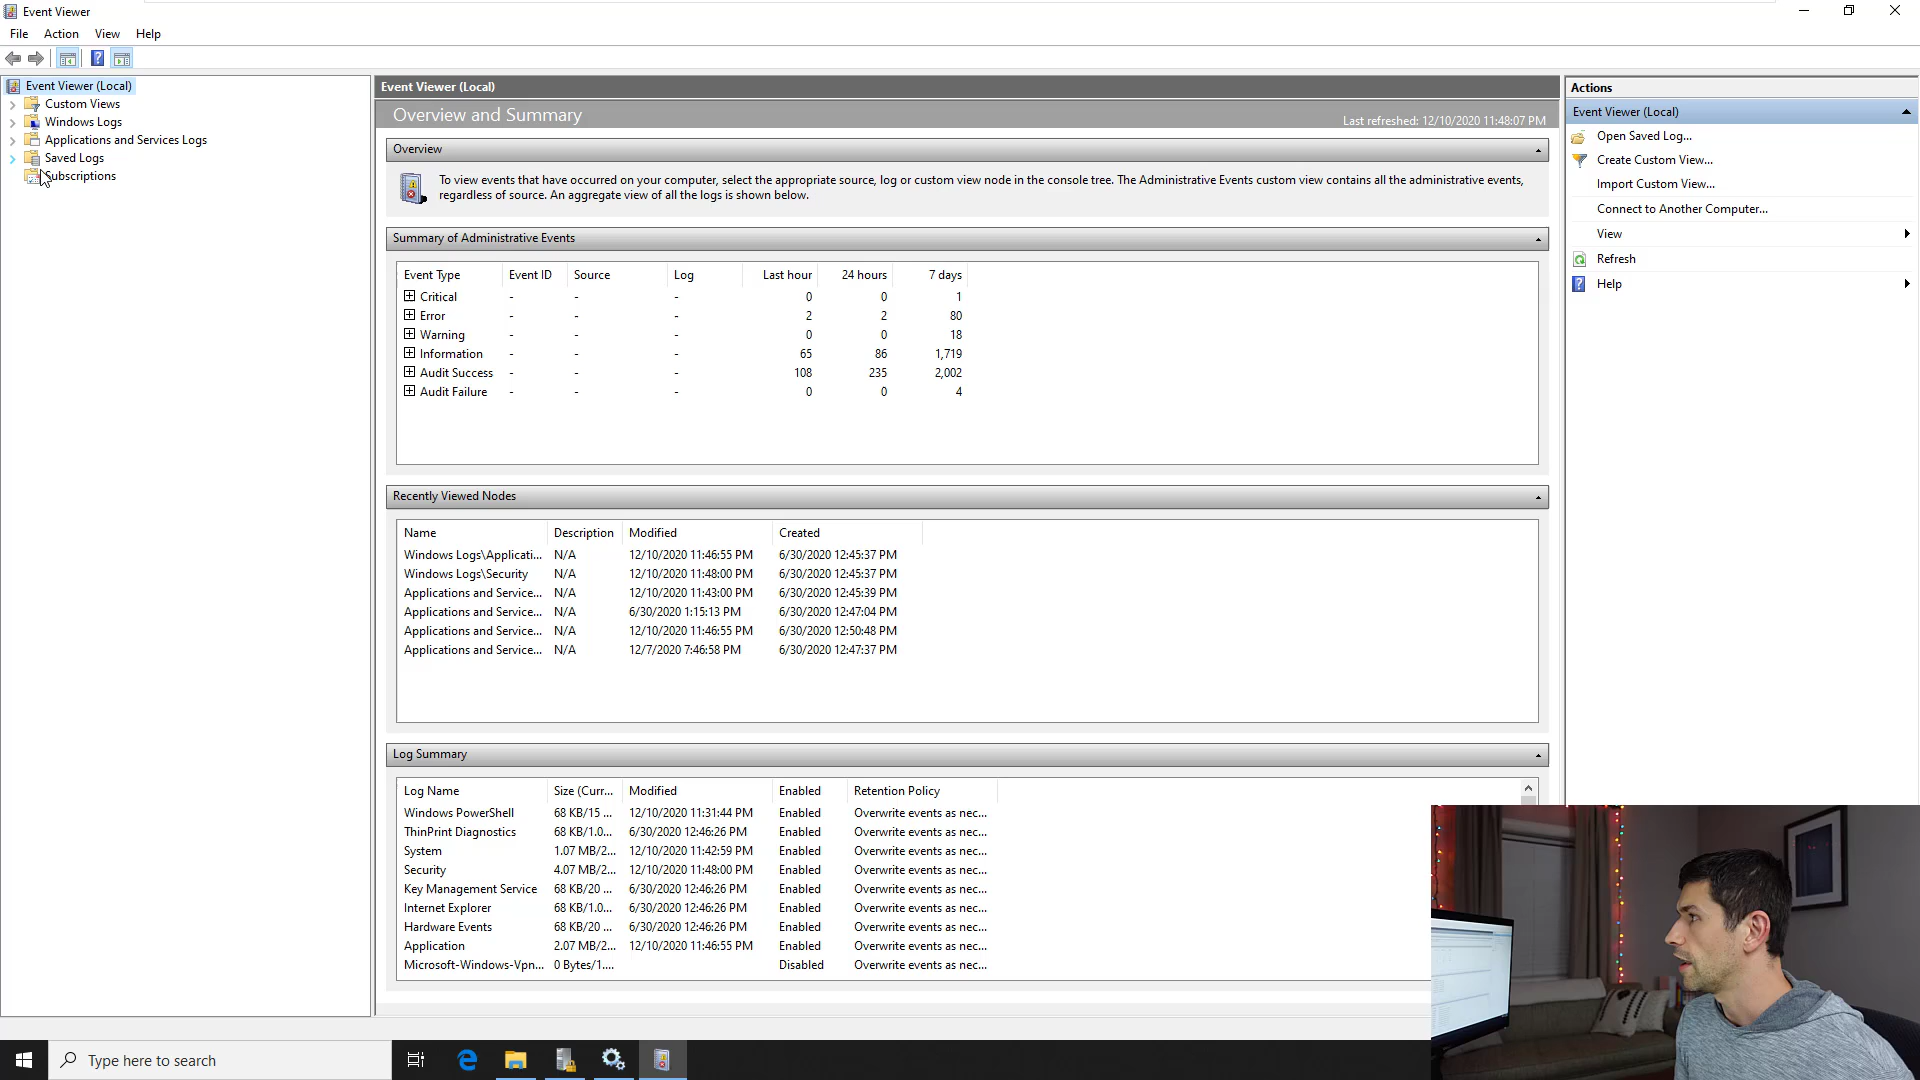 Event Viewer
File Action View Help
Event Viewer (Local)
Custom Views
Windows Logs
Applications and Services Logs
Saved Logs
Subscriptions
Event Viewer (Local)
Overview and Summary
Last refreshed: 12/10/2020 11:48:07 PM
Overview
To view events that have occurred on your computer, select the appropriate source, log or custom view node in the console tree. The Administrative Events custom view contains all the administrative events,
regardless of source. An aggregate view of all the logs is shown below.
Summary of Administrative Events
Event Type Event ID Source Log Last hour 24 hours 7 days
Critical - - - 0 0 1
Error - - - 2 2 80
Warning - - - 0 0 18
Information - - - 65 86 1,719
Audit Success - - - 108 235 2,002
Audit Failure - - - 0 0 4
Recently Viewed Nodes
Name Description Modified Created
Windows Logs\Applicati... N/A 12/10/2020 11:46:55 PM 6/30/2020 12:45:37 PM
Windows Logs\Security N/A 12/10/2020 11:48:00 PM 6/30/2020 12:45:37 PM
Applications and Service... N/A 12/10/2020 11:43:00 PM 6/30/2020 12:45:39 PM
Applications and Service... N/A 6/30/2020 1:15:13 PM 6/30/2020 12:47:04 PM
Applications and Service... N/A 12/10/2020 11:46:55 PM 6/30/2020 12:50:48 PM
Applications and Service... N/A 12/7/2020 7:46:58 PM 6/30/2020 12:47:37 PM
Log Summary
Log Name Size (Curr... Modified Enabled Retention Policy
Windows PowerShell 68 KB/15 ... 12/10/2020 11:31:44 PM Enabled Overwrite events as nec...
ThinPrint Diagnostics 68 KB/1.0... 6/30/2020 12:46:26 PM Enabled Overwrite events as nec...
System 1.07 MB/2... 12/10/2020 11:42:59 PM Enabled Overwrite events as nec...
Security 4.07 MB/2... 12/10/2020 11:48:00 PM Enabled Overwrite events as nec...
Key Management Service 68 KB/20 ... 6/30/2020 12:46:26 PM Enabled Overwrite events as nec...
Internet Explorer 68 KB/1.0... 6/30/2020 12:46:26 PM Enabled Overwrite events as nec...
Hardware Events 68 KB/20 ... 6/30/2020 12:46:26 PM Enabled Overwrite events as nec...
Application 2.07 MB/2... 12/10/2020 11:46:55 PM Enabled Overwrite events as nec...
Microsoft-Windows-Vpn... 0 Bytes/1.... Disabled Overwrite events as nec...
Actions
Event Viewer (Local)
Open Saved Log...
Create Custom View...
Import Custom View...
Connect to Another Computer...
View
Refresh
Help
Type here to search